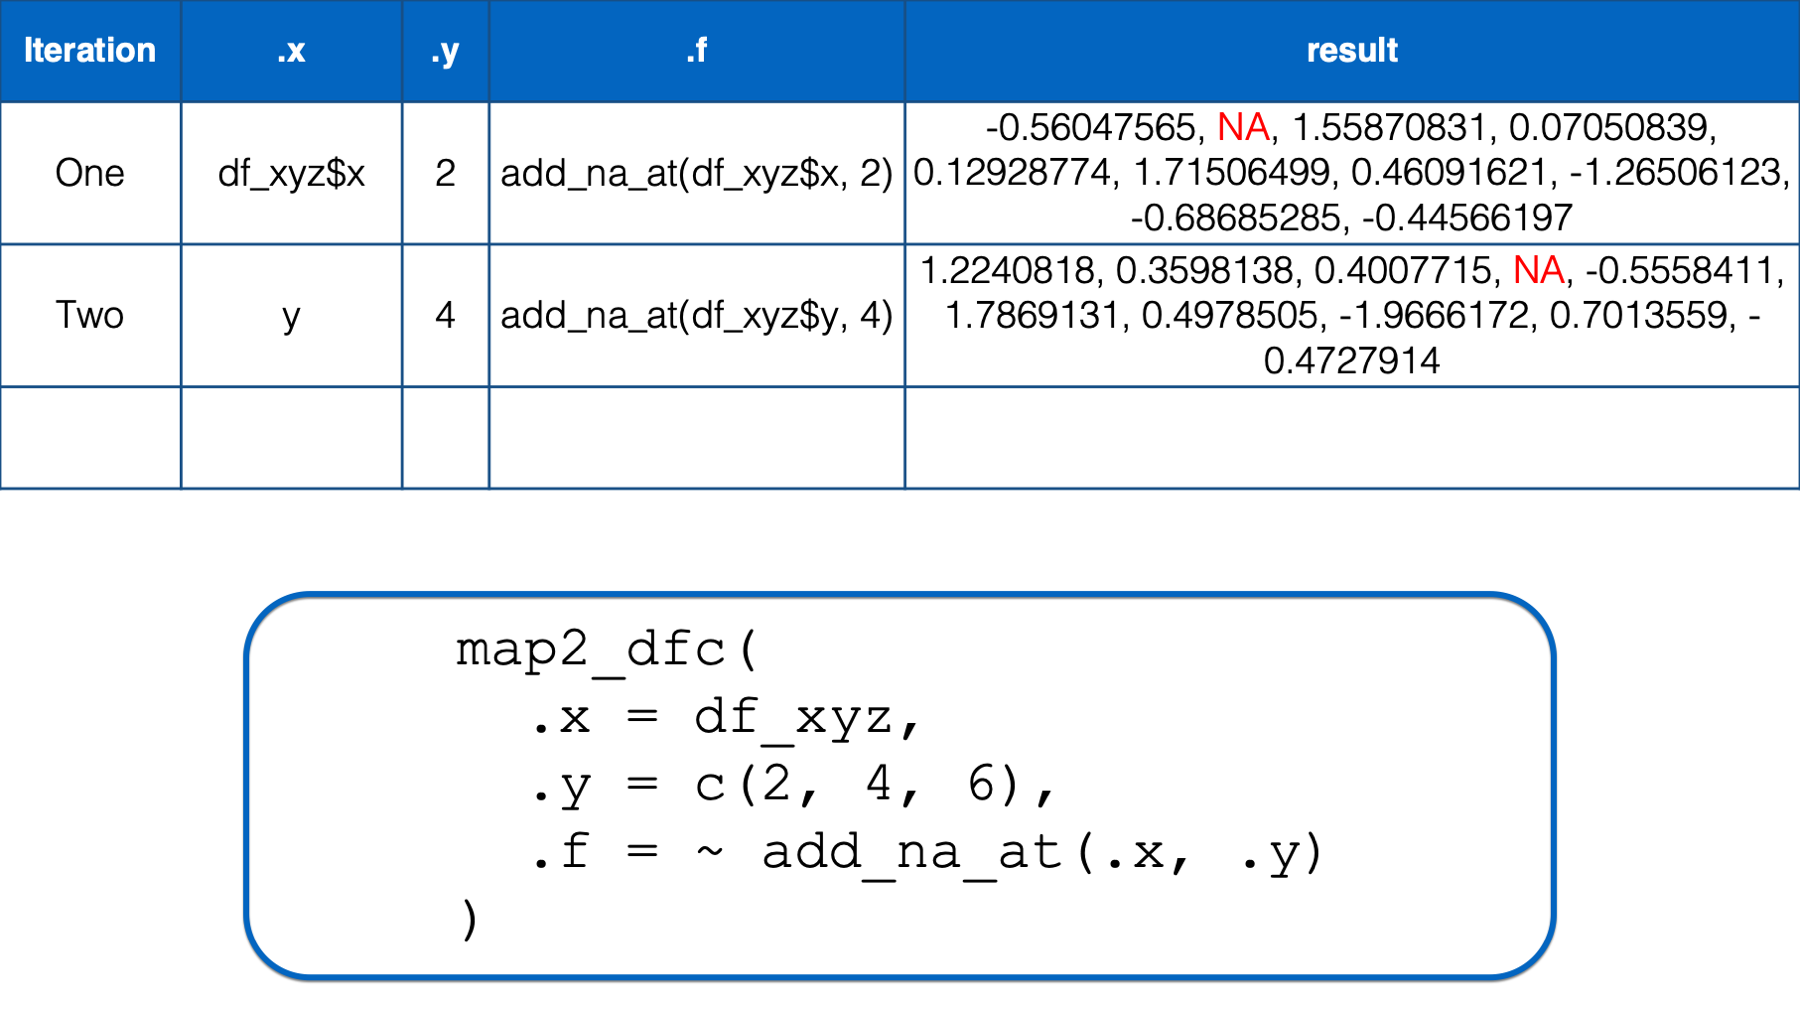 Iteration .x .y .f result
One df_xyz$x 2 add_na_at(df_xyz$x, 2) -0.56047565, NA, 1.55870831, 0.07050839,
0.12928774, 1.71506499, 0.46091621, -1.26506123,
-0.68685285, -0.44566197
Two y 4 add_na_at(df_xyz$y, 4) 1.2240818, 0.3598138, 0.4007715, NA, -0.5558411,
1.7869131, 0.4978505, -1.9666172, 0.7013559, -
0.4727914
map2_dfc(
  .x = df_xyz,
  .y = c(2, 4, 6),
  .f = ~ add_na_at(.x, .y)
)